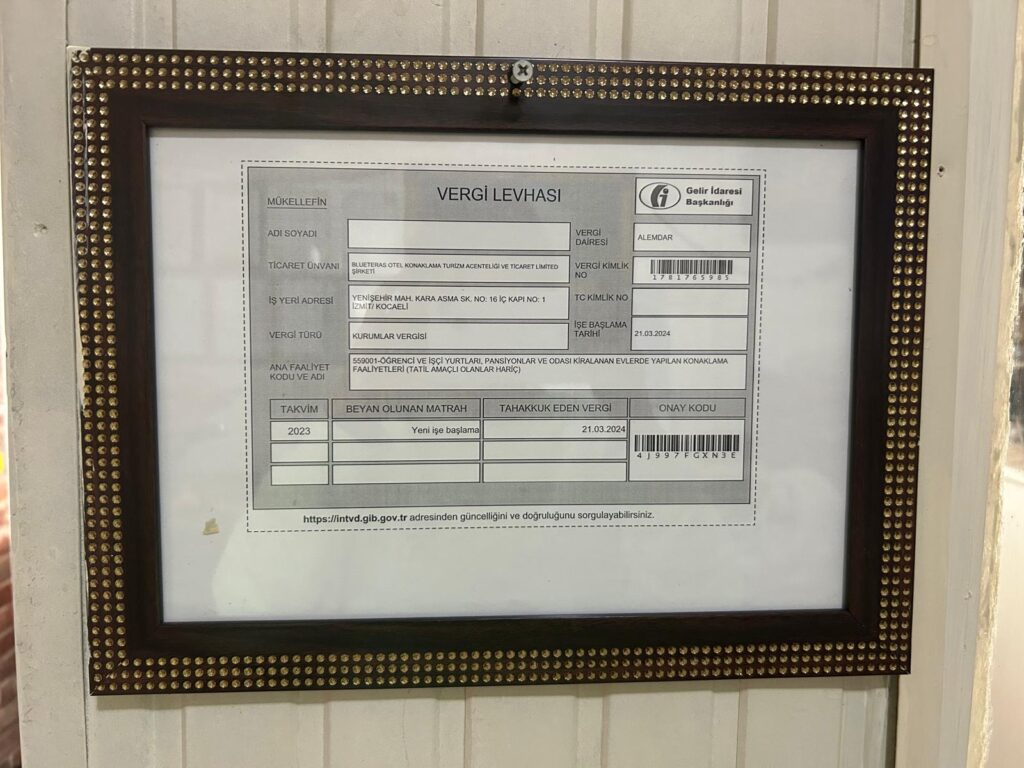 VERGİ LEVHASI
Gelir İdaresi
Başkanlığı
MÜKELLEFİN
ADI SOYADI
VERGİ
DAİRESİ
ALEMDAR
TİCARET ÜNVANI
BLUETERAS OTEL KONAKLAMA TURİZM ACENTELİĞİ VE TİCARET LİMİTED
ŞİRKETİ
VERGİ KİMLİK
NO
1781765985
İŞ YERİ ADRESİ
YENİŞEHİR MAH. KARA ASMA SK. NO: 16 İÇ KAPI NO: 1
İZMİT/ KOCAELİ
TC KİMLİK NO
VERGİ TÜRÜ
KURUMLAR VERGİSİ
İŞE BAŞLAMA
TARİHİ
21.03.2024
ANA FAALİYET
KODU VE ADI
559001-ÖĞRENCİ VE İŞÇİ YURTLARI, PANSİYONLAR VE ODASI KİRALANAN EVLERDE YAPILAN KONAKLAMA
FAALİYETLERİ (TATİL AMAÇLI OLANLAR HARİÇ)
TAKVİM BEYAN OLUNAN MATRAH TAHAKKUK EDEN VERGİ ONAY KODU
2023 Yeni işe başlama 21.03.2024
4J997FGXN3E
https://intvd.gib.gov.tr adresinden güncelliğini ve doğruluğunu sorgulayabilirsiniz.